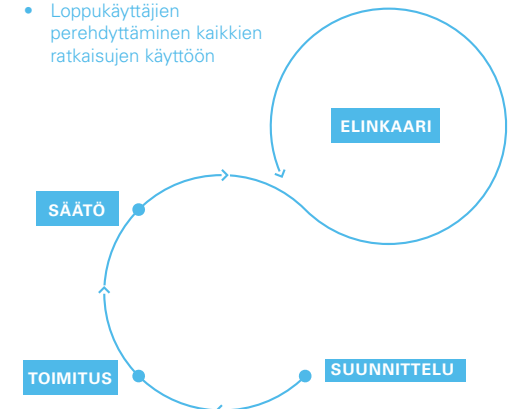 • Loppukäyttäjien
perehdyttäminen kaikkien
ratkaisujen käyttöön
ELINKAARI
SÄÄTÖ
TOIMITUS
SUUNNITTELU